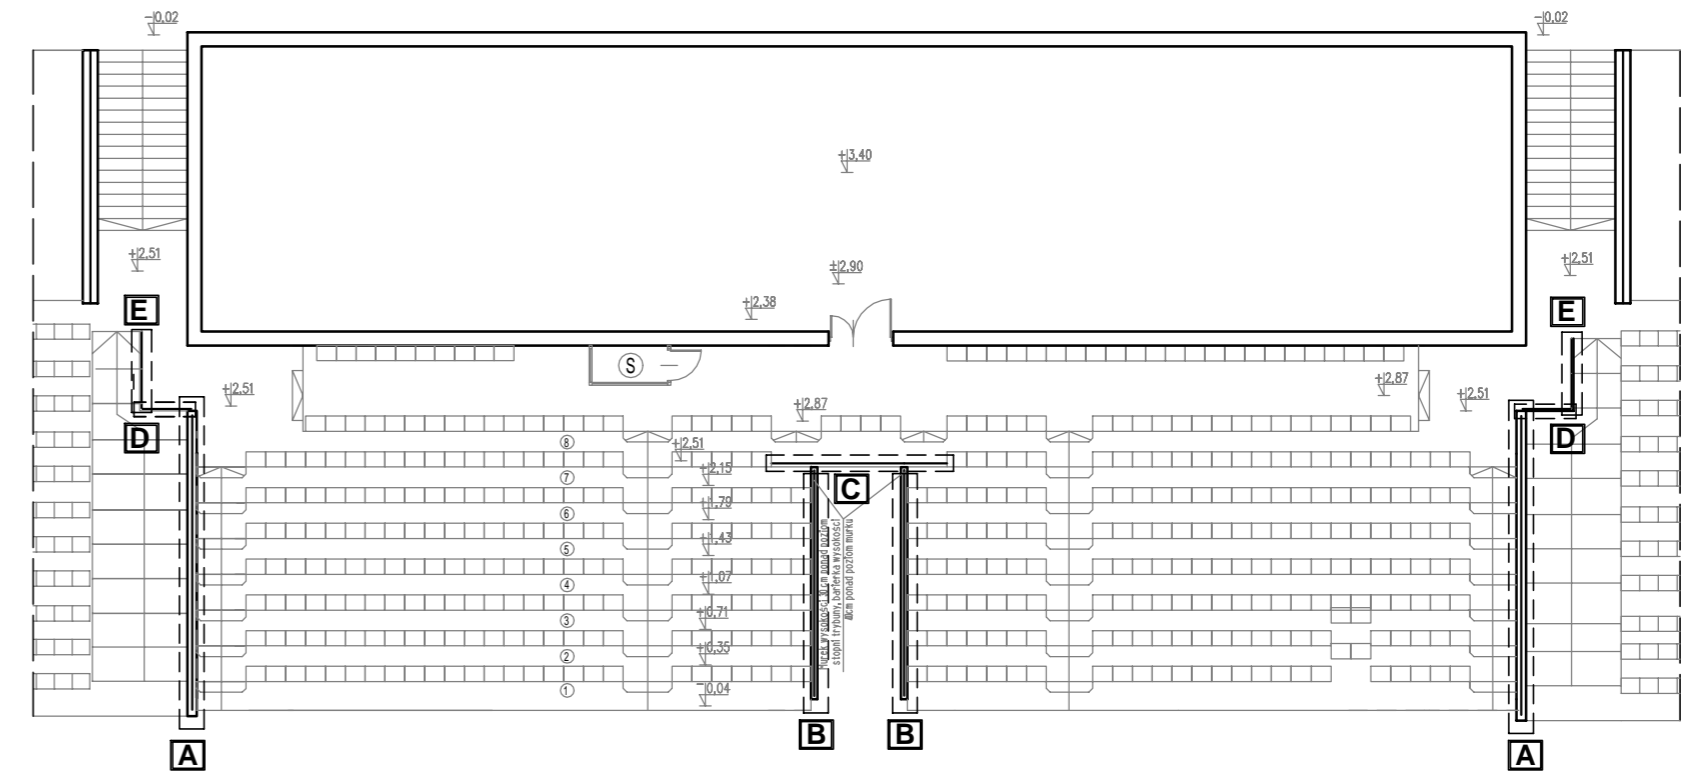 -0,02
-0,02
+3,40
+2.51
+2.51
±2.90
+2,38
E
E
S
+2.51
+2,87
+2.51
+2,87
D
D
8
+2.51
7
+2.15
C
6
+1,79
5
+1,43
4
+1,07
3
+0,71
2
+0,35
1
-0,04
stopni trybuny, barierka wysokości
ponad poziom murku
B
B
A
A